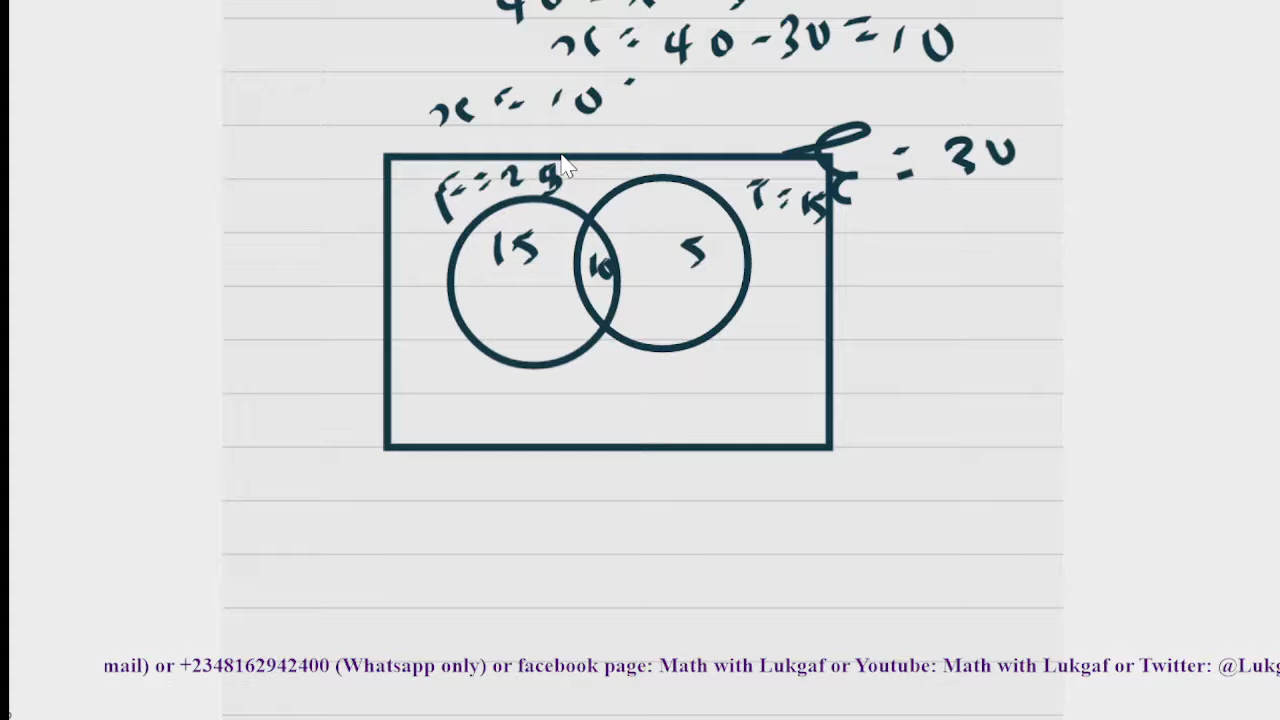 x = 40 - 30 = 10
x = 10
ξ = 30
F = 25
T = 15
15
10
5
mail) or +2348162942400 (Whatsapp only) or facebook page: Math with Lukgaf or Youtube: Math with Lukgaf or Twitter: @Lukg